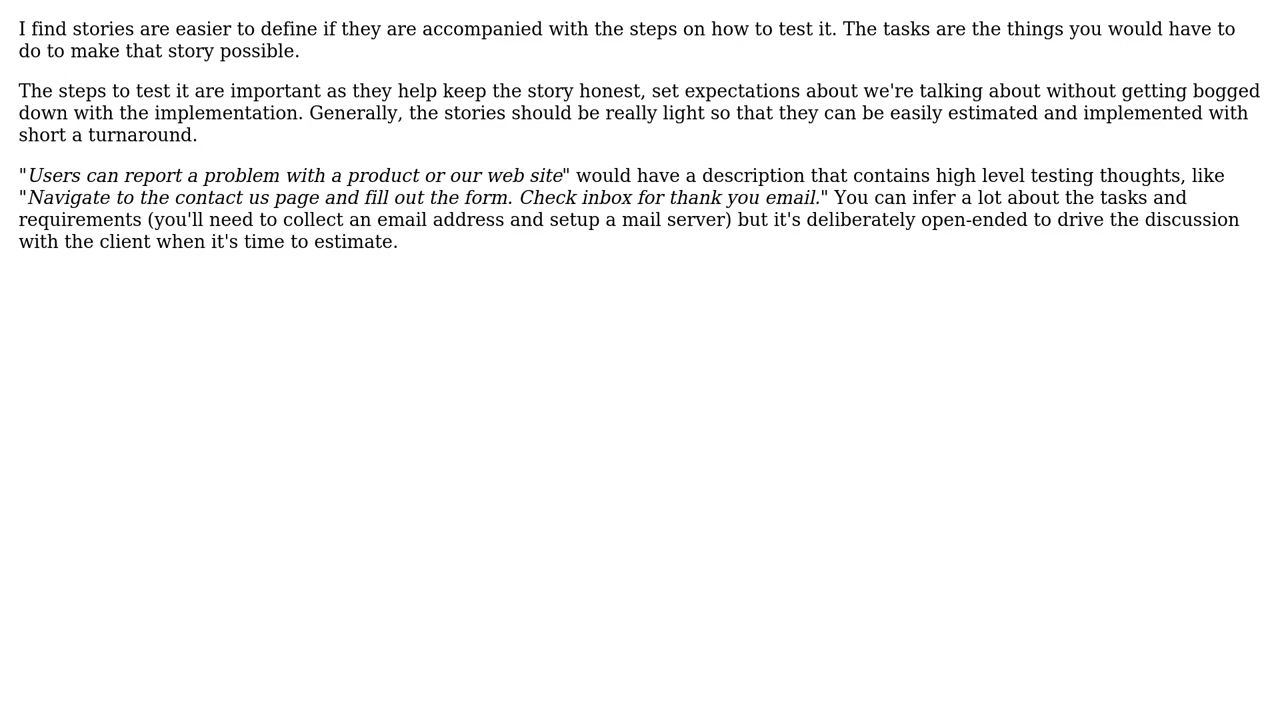 I find stories are easier to define if they are accompanied with the steps on how to test it. The tasks are the things you would have to
do to make that story possible.
The steps to test it are important as they help keep the story honest, set expectations about we're talking about without getting bogged
down with the implementation. Generally, the stories should be really light so that they can be easily estimated and implemented with
short a turnaround.
"Users can report a problem with a product or our web site" would have a description that contains high level testing thoughts, like
"Navigate to the contact us page and fill out the form. Check inbox for thank you email." You can infer a lot about the tasks and
requirements (you'll need to collect an email address and setup a mail server) but it's deliberately open-ended to drive the discussion
with the client when it's time to estimate.